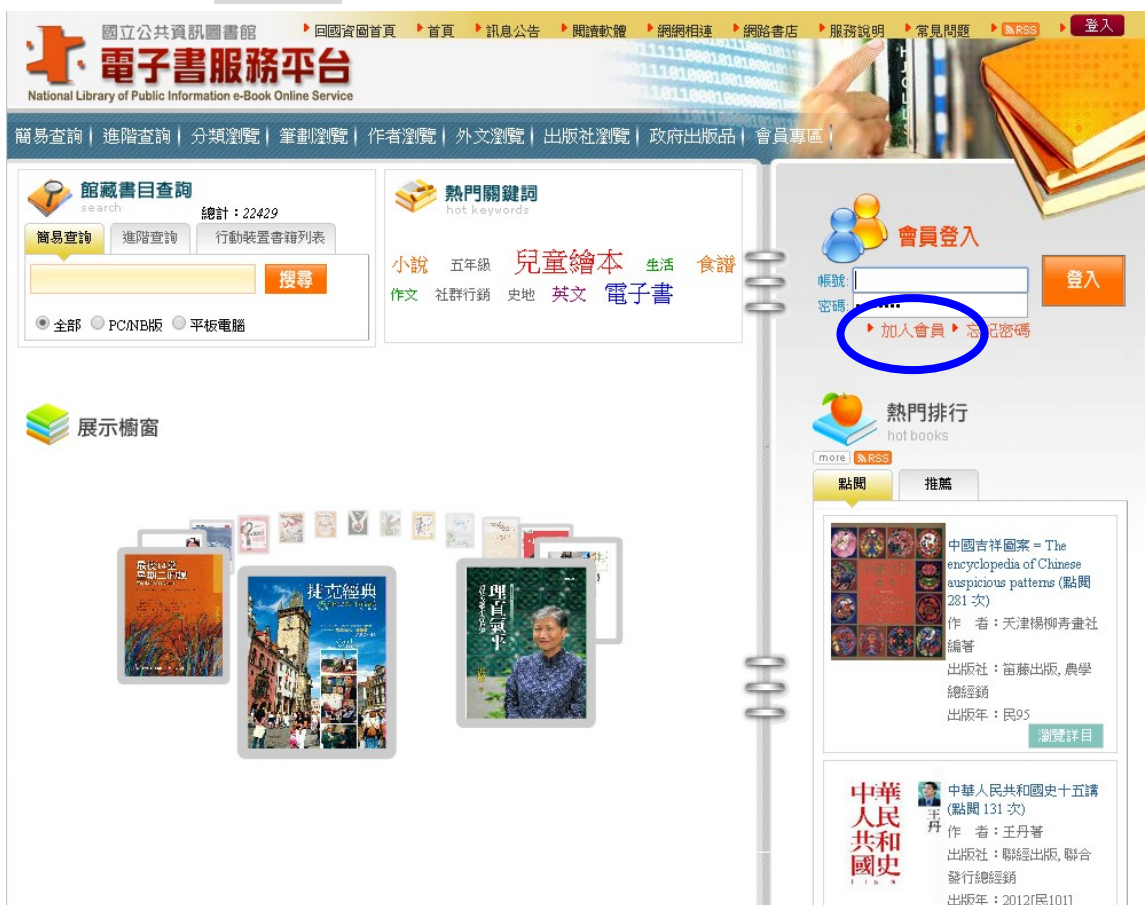 國立公共資訊圖書館
電子書服務平台
National Library of Public Information e-Book Online Service
回國資圖首頁 首頁 訊息公告 閱讀軟體 網網相連 網路書店 服務說明 常見問題 RSS 登入
簡易查詢 | 進階查詢 | 分類瀏覽 | 筆劃瀏覽 | 作者瀏覽 | 外文瀏覽 | 出版社瀏覽 | 政府出版品 | 會員專區 |
館藏書目查詢
search
總計：22429
簡易查詢 進階查詢 行動裝置書籍列表
搜尋
全部 PC/NB版 平板電腦
熱門關鍵詞
hot keywords
小說 五年級 兒童繪本 生活 食譜
作文 社群行銷 史地 英文 電子書
會員登入
帳號:
密碼:
登入
加入會員 忘記密碼
展示櫥窗
捷克經典
理直氣平
熱門排行
hot books
more RSS
點閱 推薦
中國吉祥圖案 = The
encyclopedia of Chinese
auspicious patterns (點閱
281 次)
作 者：天津楊柳青畫社
編著
出版社：笛藤出版, 農學
總經銷
出版年：民95
瀏覽詳目
中華人民共和國史
王丹
中華人民共和國史十五講
(點閱 131 次)
作 者：王丹著
出版社：聯經出版, 聯合
發行總經銷
出版年：2012[民101]